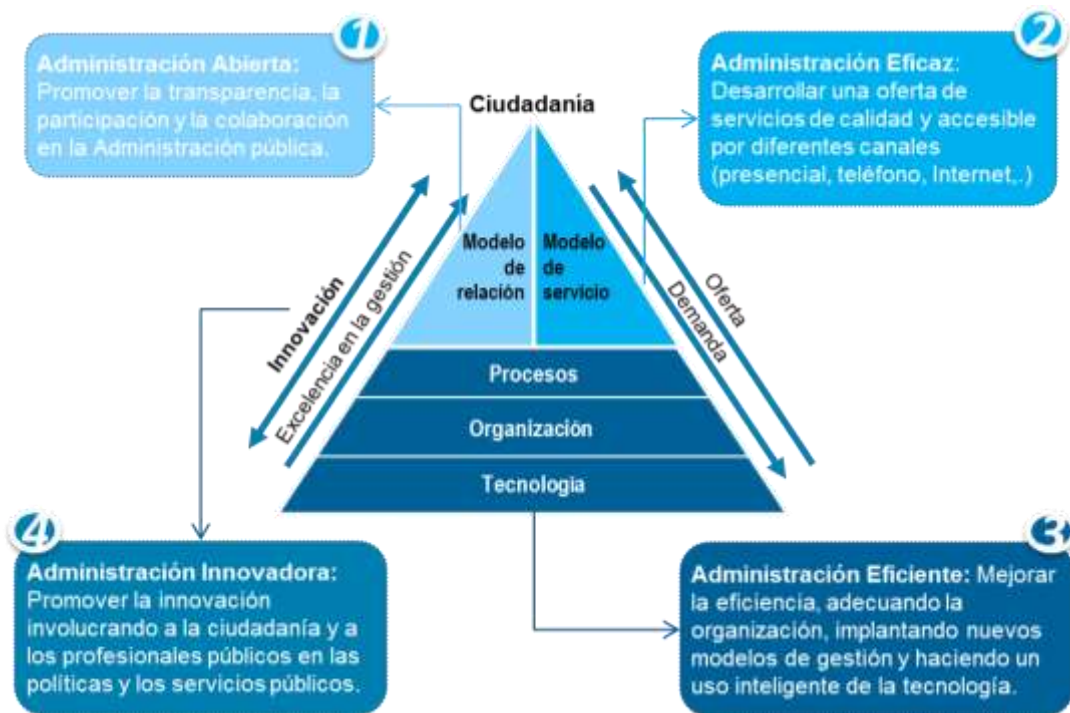 1
Administración Abierta:
Promover la transparencia, la
participación y la colaboración
en la Administración pública.
2
Administración Eficaz:
Desarrollar una oferta de
servicios de calidad y accesible
por diferentes canales
(presencial, teléfono, Internet,.)
Ciudadanía
Modelo
de
relación
Modelo
de
servicio
Innovación
Excelencia en la gestión
Oferta
Demanda
Procesos
Organización
Tecnologia
4
Administración Innovadora:
Promover la innovación
involucrando a la ciudadanía y a
los profesionales públicos en las
políticas y los servicios públicos.
3
Administración Eficiente: Mejorar
la eficiencia, adecuando la
organización, implantando nuevos
modelos de gestión y haciendo un
uso inteligente de la tecnología.